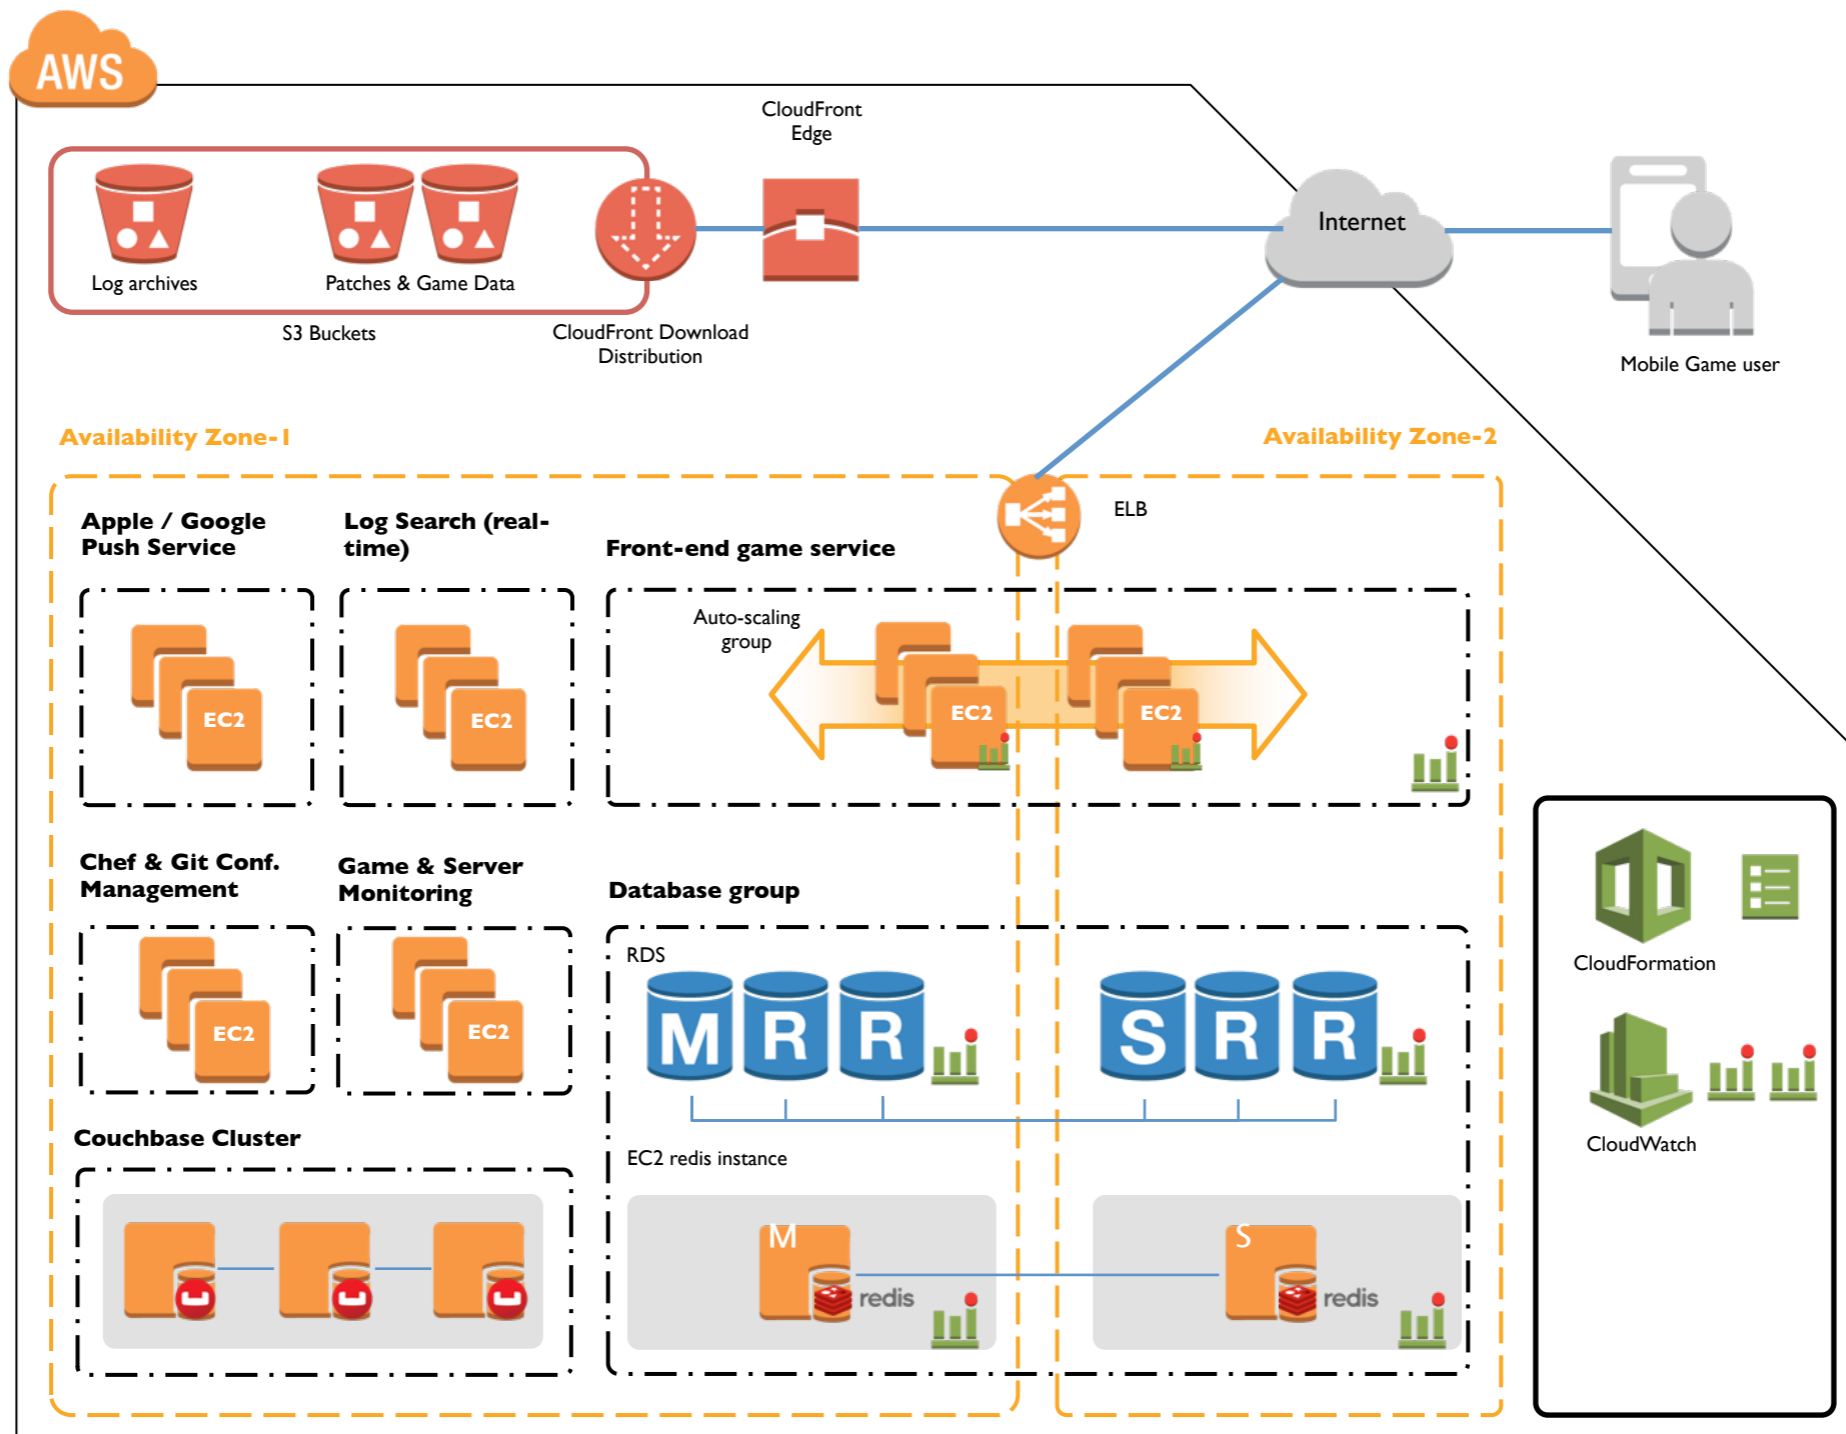 AWS
CloudFront
Edge
Internet
Log archives
Patches & Game Data
S3 Buckets
CloudFront Download
Distribution
Mobile Game user
Availability Zone-1
Availability Zone-2
ELB
Apple / Google
Push Service
Log Search (real-
time)
Front-end game service
Auto-scaling
group
EC2
EC2
EC2
EC2
Chef & Git Conf.
Management
Game & Server
Monitoring
Database group
EC2
EC2
RDS
M
R
R
S
R
R
CloudFormation
CloudWatch
Couchbase Cluster
EC2 redis instance
M
redis
S
redis